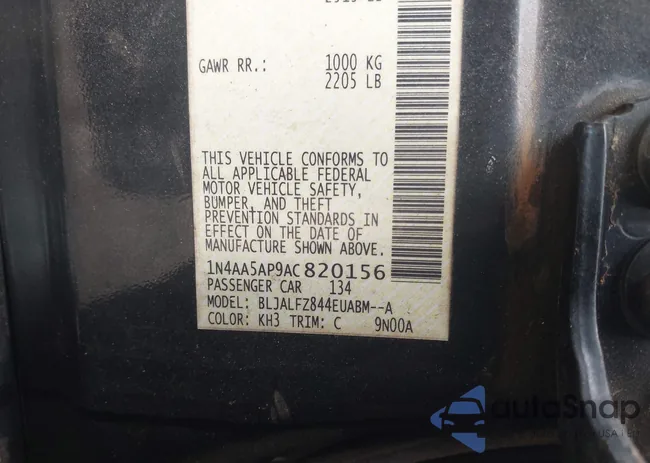 GAWR RR.: 1000 KG
2205 LB
THIS VEHICLE CONFORMS TO
ALL APPLICABLE FEDERAL
MOTOR VEHICLE SAFETY,
BUMPER, AND THEFT
PREVENTION STANDARDS IN
EFFECT ON THE DATE OF
MANUFACTURE SHOWN ABOVE.
1N4AA5AP9AC820156
PASSENGER CAR 134
MODEL: BLJALFZ844EUABM--A
COLOR: KH3 TRIM: C 9N00A
autoSnap